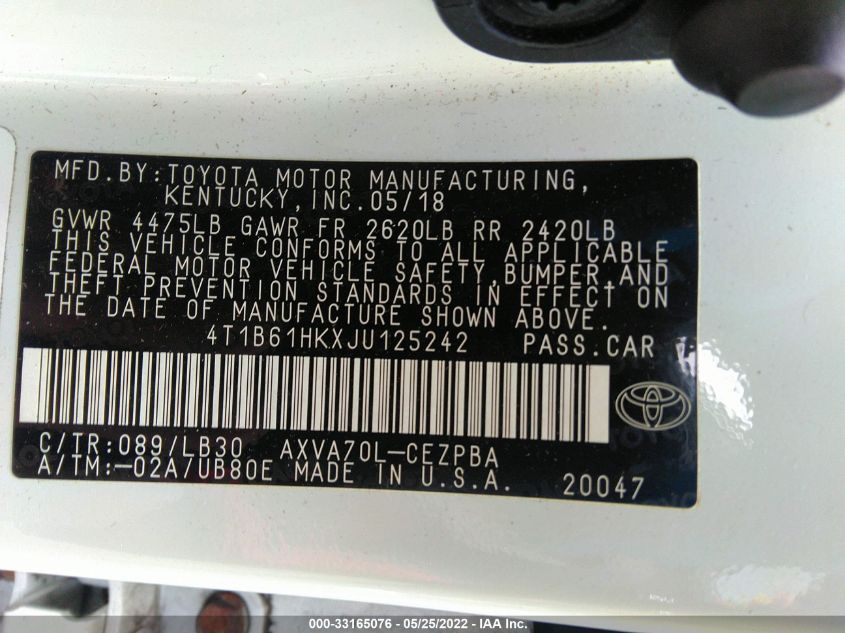 MFD.BY:TOYOTA MOTOR MANUFACTURING,
KENTUCKY,INC.05/18
GVWR 4475LB GAWR FR 2620LB RR 2420LB
THIS VEHICLE CONFORMS TO ALL APPLICABLE
FEDERAL MOTOR VEHICLE SAFETY,BUMPER,AND
THEFT PREVENTION STANDARDS IN EFFECT ON
THE DATE OF MANUFACTURE SHOWN ABOVE.
4T1B61HKXJU125242 PASS.CAR
C/TR:089/LB30 AXVA70L-CEZPBA
A/TM:-02A/UB80E MADE IN U.S.A. 20047
000-33165076 - 05/25/2022 - IAA Inc.